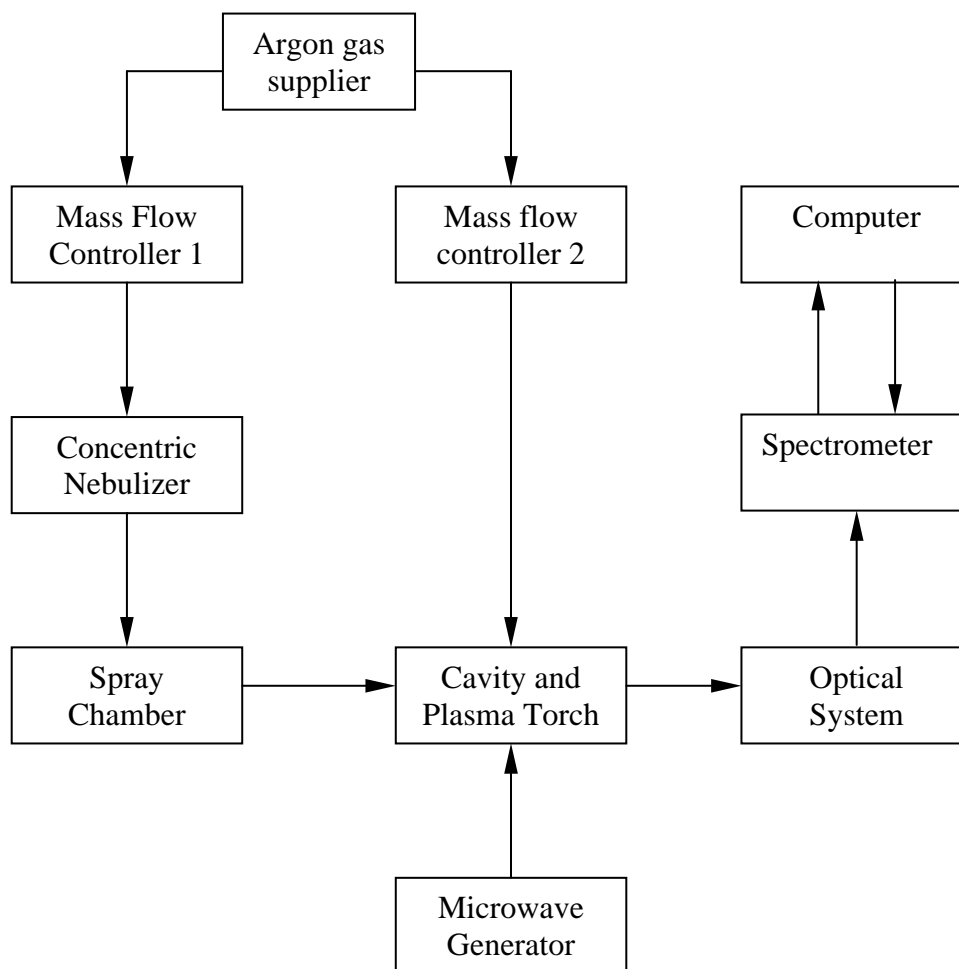 Argon gas
supplier
Mass Flow
Controller 1
Mass flow
controller 2
Computer
Concentric
Nebulizer
Spectrometer
Spray
Chamber
Cavity and
Plasma Torch
Optical
System
Microwave
Generator